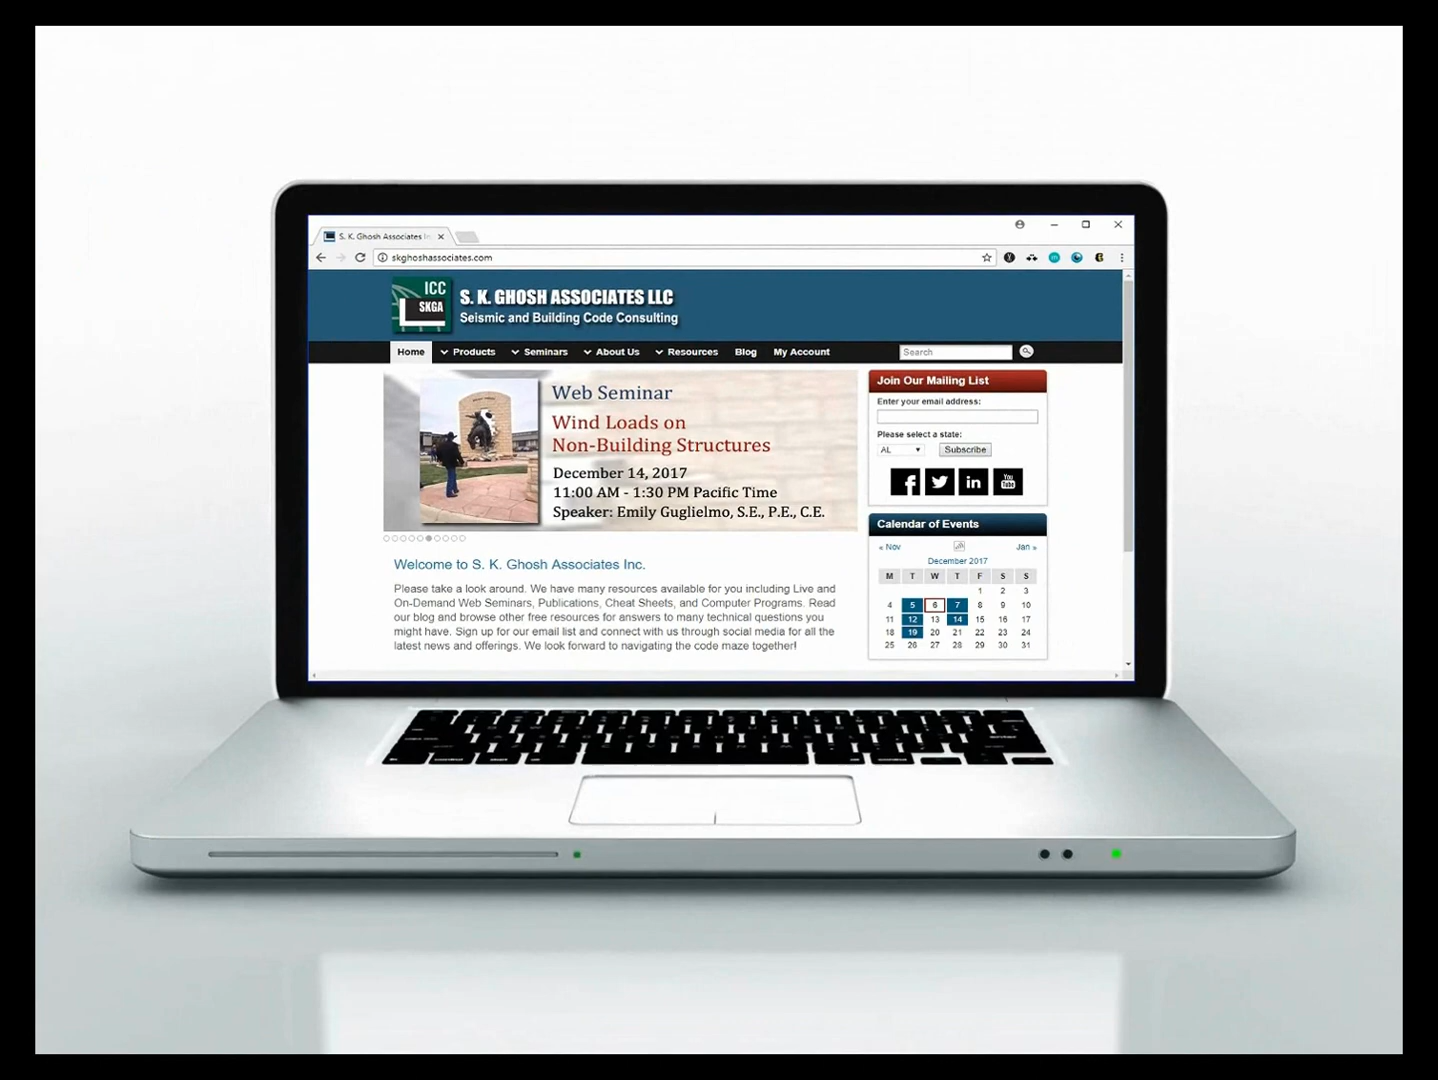 S. K. Ghosh Associates
skghoshassociates.com
ICC
SKGA
S. K. GHOSH ASSOCIATES LLC
Seismic and Building Code Consulting
Home Products Seminars About Us Resources Blog My Account Search
Web Seminar
Wind Loads on
Non-Building Structures
December 14, 2017
11:00 AM - 1:30 PM Pacific Time
Speaker: Emily Guglielmo, S.E., P.E., C.E.
Welcome to S. K. Ghosh Associates Inc.
Please take a look around. We have many resources available for you including Live and
On-Demand Web Seminars, Publications, Cheat Sheets, and Computer Programs. Read
our blog and browse other free resources for answers to many technical questions you
might have. Sign up for our email list and connect with us through social media for all the
latest news and offerings. We look forward to navigating the code maze together!
Join Our Mailing List
Enter your email address:
Please select a state:
AL Subscribe
f in You Tube
Calendar of Events
« Nov Jan »
December 2017
M T W T F S S
1 2 3
4 5 6 7 8 9 10
11 12 13 14 15 16 17
18 19 20 21 22 23 24
25 26 27 28 29 30 31